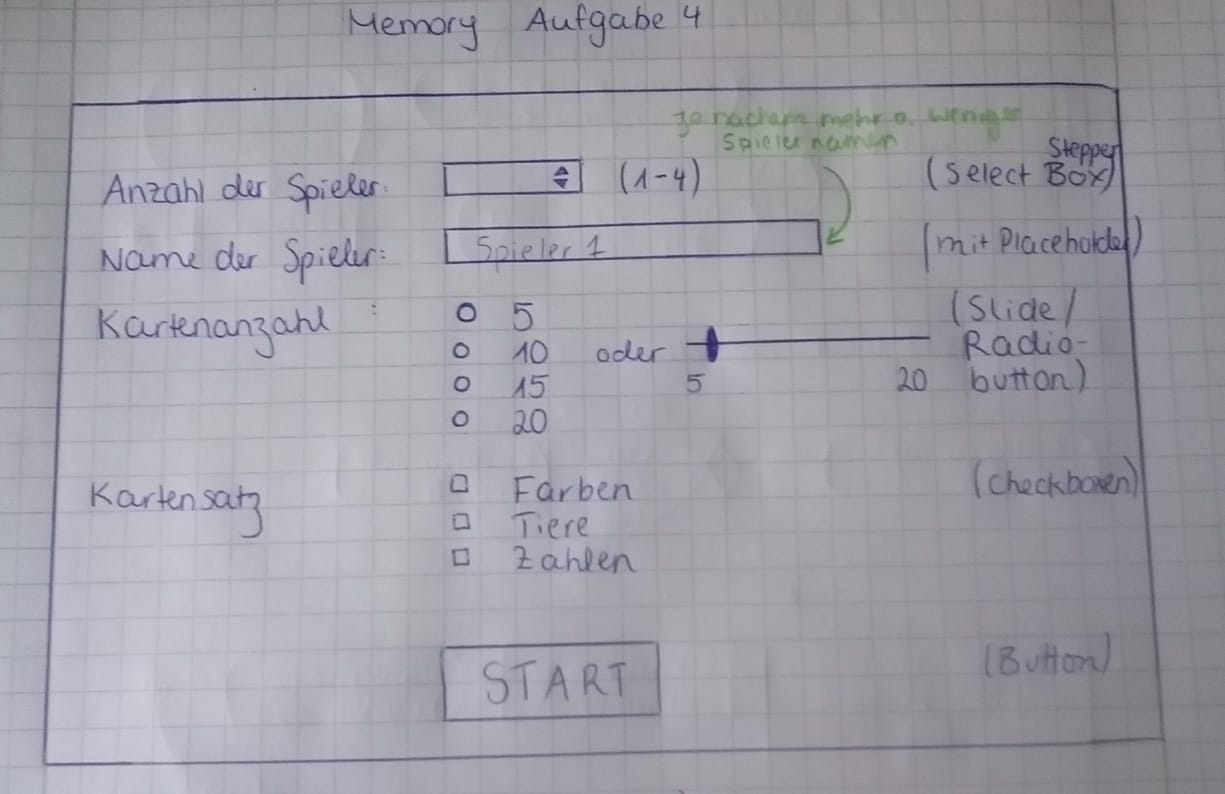 Memory Aufgabe 4
Je nachdem mehr o. weniger
Spielernamen
Anzahl der Spieler: (1-4) (Select Box) Stepper
Name der Spieler: Spieler 1 (mit Placeholder)
Kartenanzahl : 5 (Slide/
10 oder Radio-
15 5 20 button)
20
Kartensatz Farben (Checkboxen)
Tiere
Zahlen
START (Button)